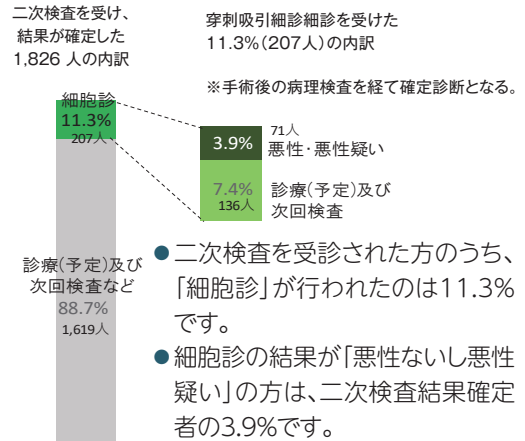 二次検査を受け、
結果が確定した
1,826 人の内訳
穿刺吸引細診細診を受けた
11.3%(207人)の内訳
※手術後の病理検査を経て確定診断となる。
細胞診
11.3%
207人
3.9%
71人
悪性・悪性疑い
7.4%
136人
診療(予定)及び
次回検査
診療(予定)及び
次回検査など
88.7%
1,619人
●二次検査を受診された方のうち、
「細胞診」が行われたのは11.3%
です。
●細胞診の結果が「悪性ないし悪性
疑い」の方は、二次検査結果確定
者の3.9%です。